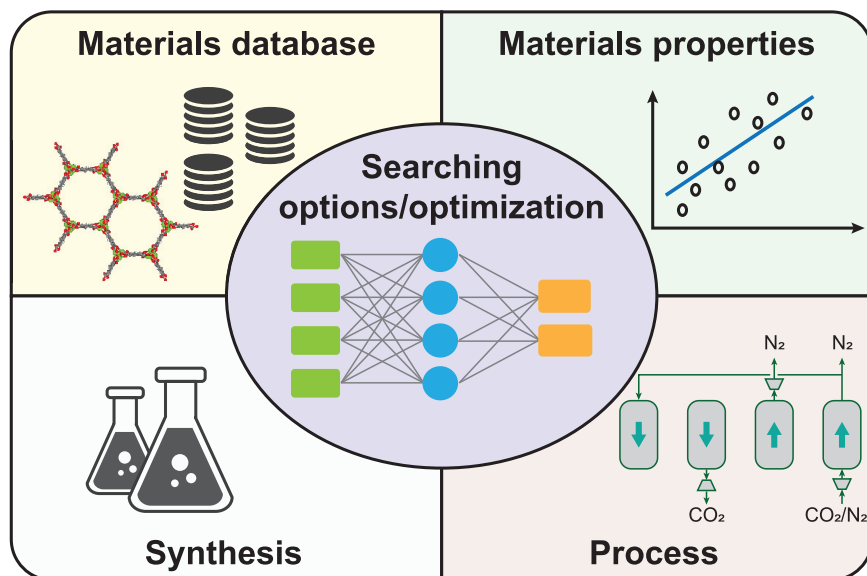 Materials database
Materials properties
Searching
options/optimization
N₂
N₂
CO₂
CO₂/N₂
Synthesis
Process